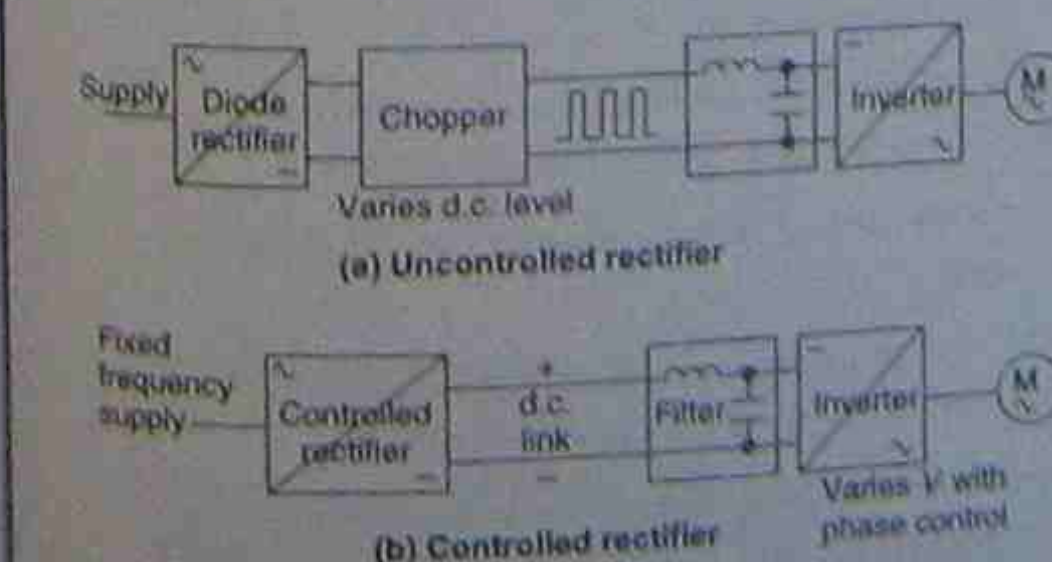 Supply
Diode
rectifier
Chopper
Inverter
M
Varies d.c. level
(a) Uncontrolled rectifier
Fixed
frequency
supply
Controlled
rectifier
+
d.c.
link
−
Filter
Inverter
M
Varies V with
phase control
(b) Controlled rectifier